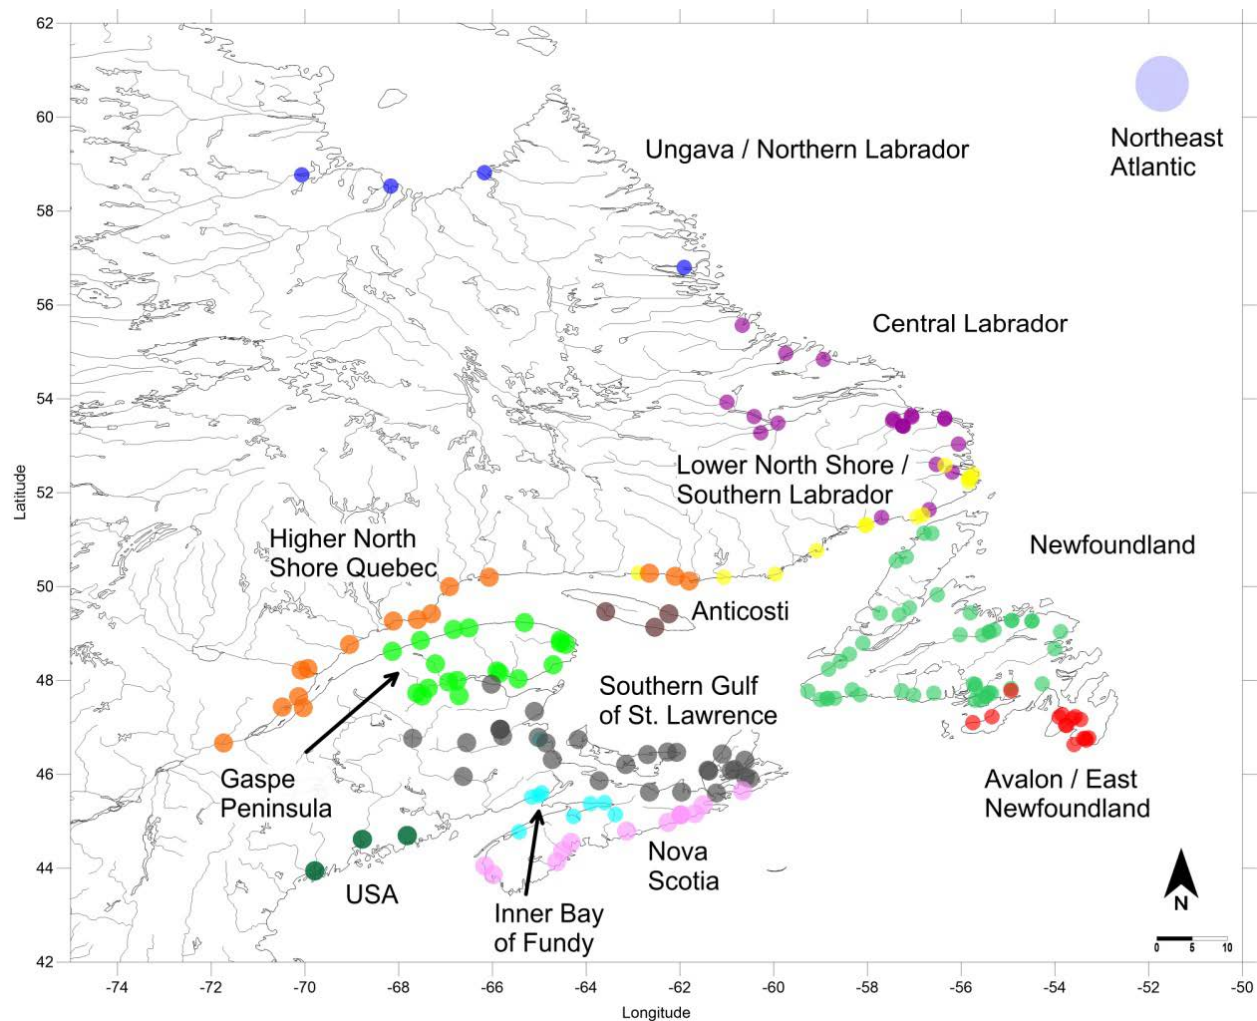 62
60
58
56
54
52
50
48
46
44
42
Latitude
Northeast
Atlantic
Ungava / Northern Labrador
Central Labrador
Lower North Shore /
Southern Labrador
Higher North
Shore Quebec
Newfoundland
Anticosti
Southern Gulf
of St. Lawrence
Gaspe
Peninsula
Avalon / East
Newfoundland
Nova
Scotia
USA
Inner Bay
of Fundy
N
0 5 10
-74 -72 -70 -68 -66 -64 -62 -60 -58 -56 -54 -52 -50
Longitude